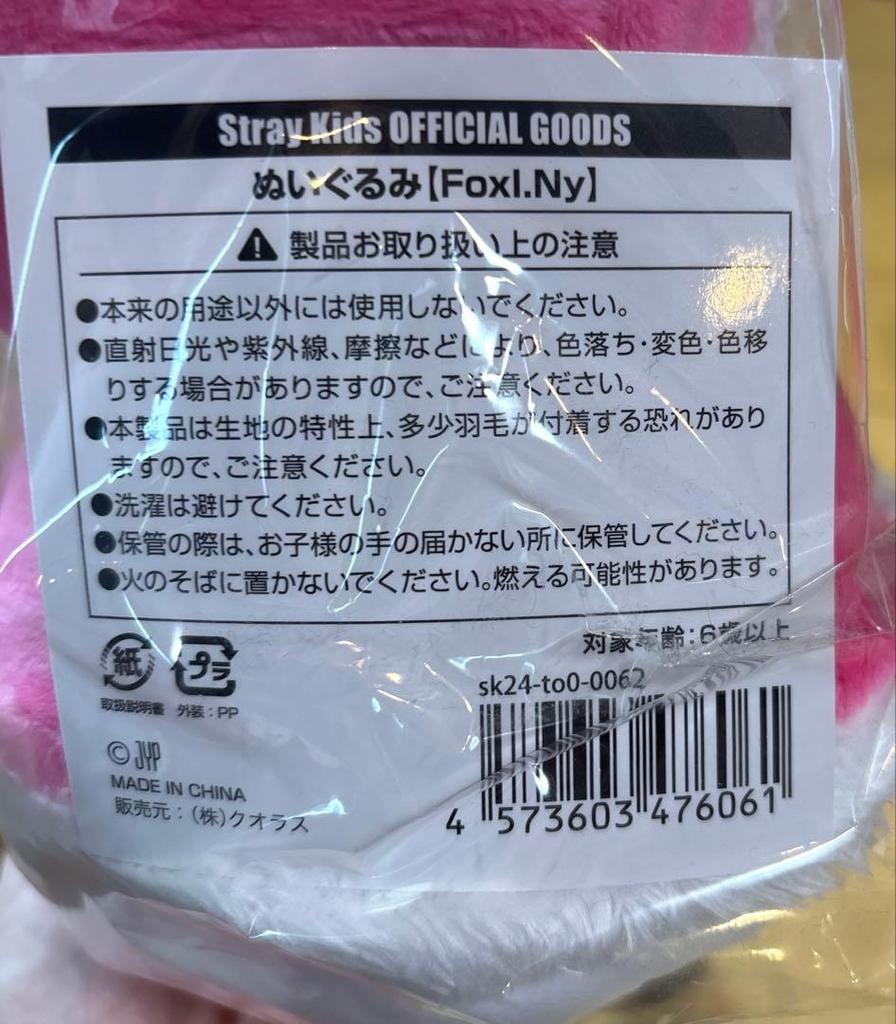 Stray Kids OFFICIAL GOODS
ぬいぐるみ【FoxI.Ny】
製品お取り扱い上の注意
●本来の用途以外には使用しないでください。
●直射日光や紫外線、摩擦などにより、色落ち・変色・色移
りする場合がありますので、ご注意ください。
●本製品は生地の特性上、多少羽毛が付着する恐れがあり
ますので、ご注意ください。
●洗濯は避けてください。
●保管の際は、お子様の手の届かない所に保管してください。
●火のそばに置かないでください。燃える可能性があります。
対象年齢:6歳以上
紙 プラ
取扱説明書 外装:PP
sk24-to0-0062
© JYP
MADE IN CHINA
販売元:(株)クオラス
4 573603 476061